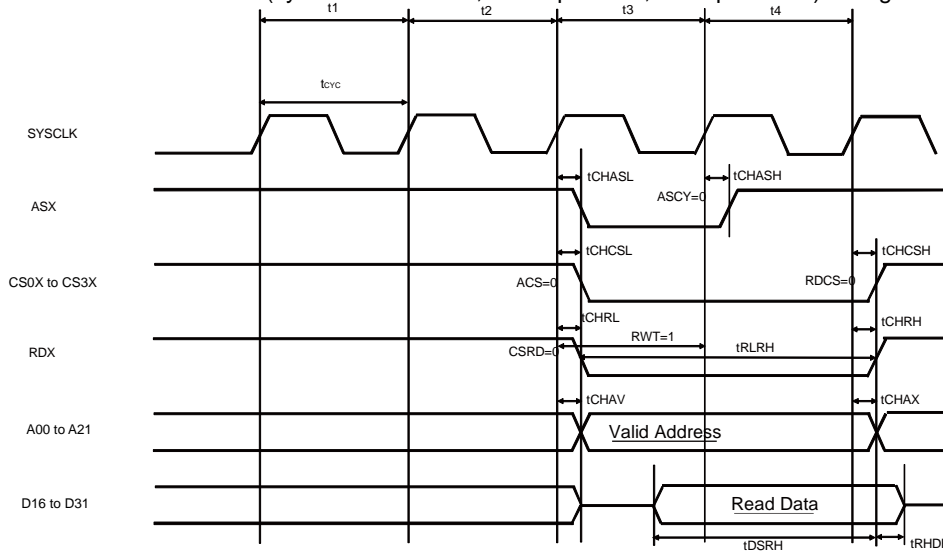 t1 t2 t3 t4
tCYC
SYSCLK
tCHASL tCHASH
ASCY=0
ASX
tCHCSL tCHCSH
CS0X to CS3X ACS=0 RDCS=0
tCHRL tCHRH
RWT=1
RDX CSRD=0 tRLRH
tCHAV tCHAX
A00 to A21 Valid Address
D16 to D31 Read Data
tDSRH